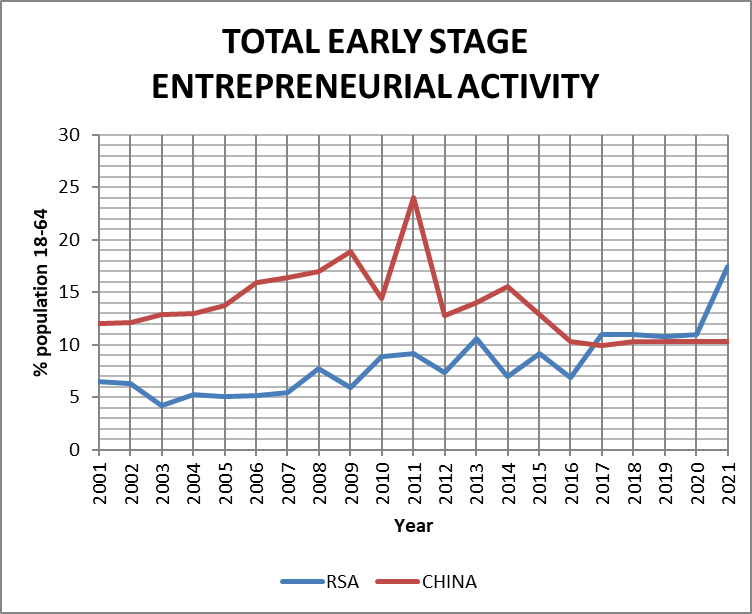 TOTAL EARLY STAGE
ENTREPRENEURIAL ACTIVITY
% population 18-64
30
25
20
15
10
5
0
2001 2002 2003 2004 2005 2006 2007 2008 2009 2010 2011 2012 2013 2014 2015 2016 2017 2018 2019 2020 2021
Year
RSA CHINA